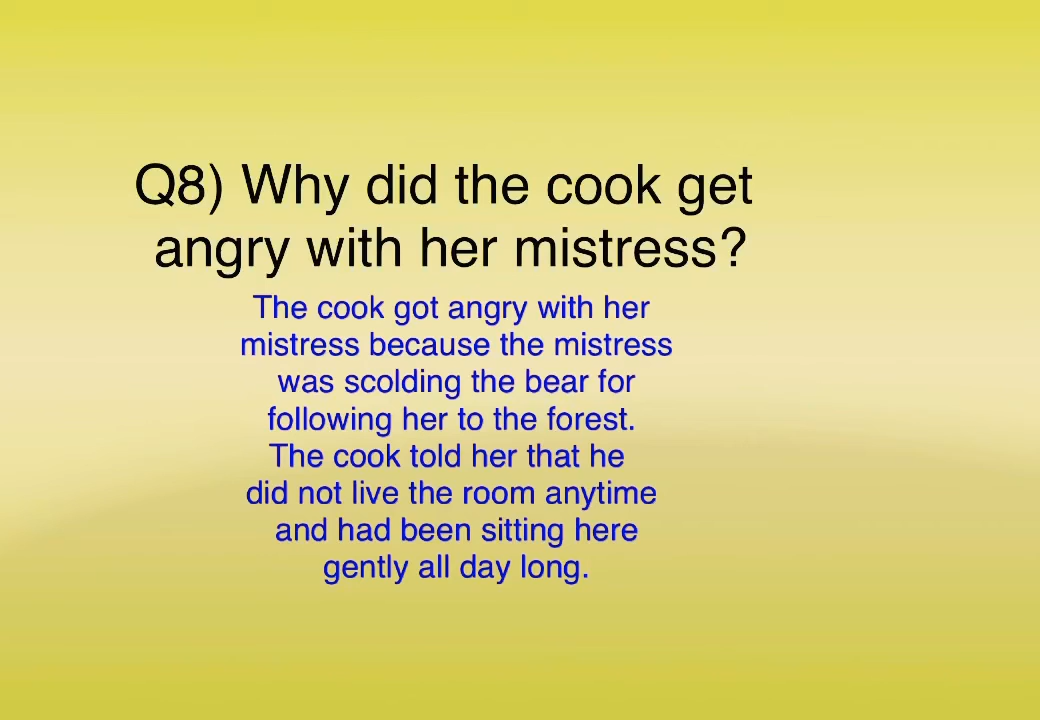 Q8) Why did the cook get
angry with her mistress?
The cook got angry with her
mistress because the mistress
was scolding the bear for
following her to the forest.
The cook told her that he
did not live the room anytime
and had been sitting here
gently all day long.